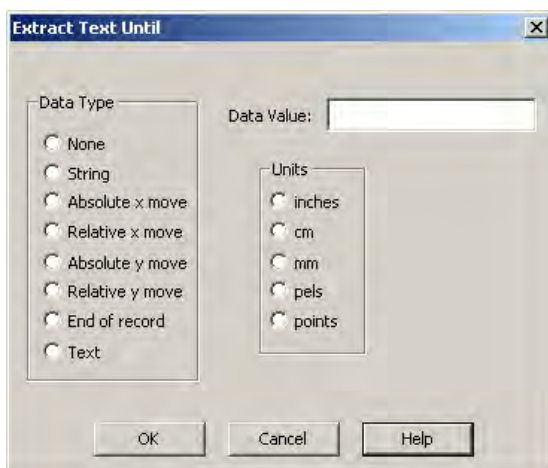 Extract Text Until
Data Type
None
String
Absolute x move
Relative x move
Absolute y move
Relative y move
End of record
Text
Data Value:
Units
inches
cm
mm
pels
points
OK
Cancel
Help